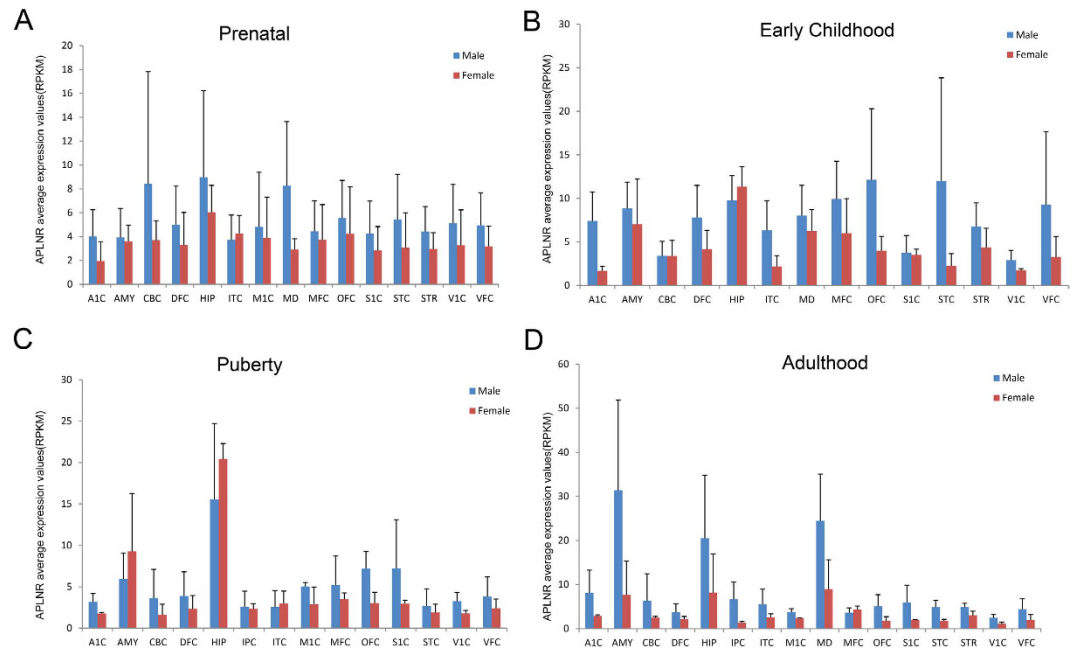 A
Prenatal
APLNR average expression values(RPKM)
20
18
16
14
12
10
8
6
4
2
0
Male
Female
A1C AMY CBC DFC HIP ITC M1C MD MFC OFC S1C STC STR V1C VFC
B
Early Childhood
APLNR average expression values(RPKM)
30
25
20
15
10
5
0
Male
Female
A1C AMY CBC DFC HIP ITC MD MFC OFC S1C STC STR V1C VFC
C
Puberty
APLNR average expression values(RPKM)
30
25
20
15
10
5
0
Male
Female
A1C AMY CBC DFC HIP IPC ITC M1C MFC OFC S1C STC V1C VFC
D
Adulthood
APLNR average expression values(RPKM)
60
50
40
30
20
10
0
Male
Female
A1C AMY CBC DFC HIP IPC ITC M1C MD MFC OFC S1C STC STR V1C VFC